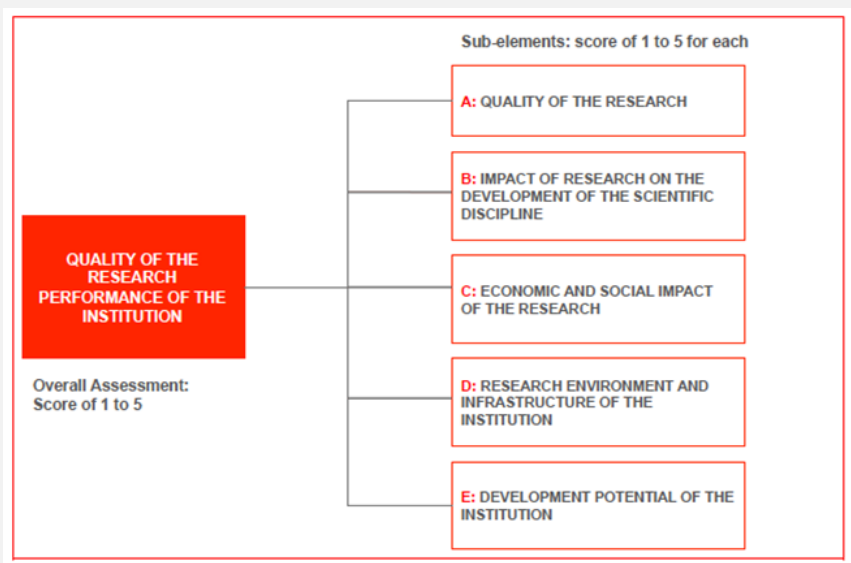 Sub-elements: score of 1 to 5 for each
A: QUALITY OF THE RESEARCH
B: IMPACT OF RESEARCH ON THE
DEVELOPMENT OF THE SCIENTIFIC
DISCIPLINE
QUALITY OF THE
RESEARCH
PERFORMANCE OF THE
INSTITUTION
C: ECONOMIC AND SOCIAL IMPACT
OF THE RESEARCH
Overall Assessment:
Score of 1 to 5
D: RESEARCH ENVIRONMENT AND
INFRASTRUCTURE OF THE
INSTITUTION
E: DEVELOPMENT POTENTIAL OF THE
INSTITUTION